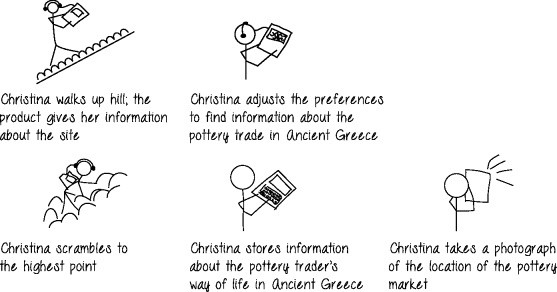 Christina walks up hill; the
product gives her information
about the site
Christina adjusts the preferences
to find information about the
pottery trade in Ancient Greece
Christina scrambles to
the highest point
Christina stores information
about the pottery trader's
way of life in Ancient Greece
Christina takes a photograph
of the location of the pottery
market